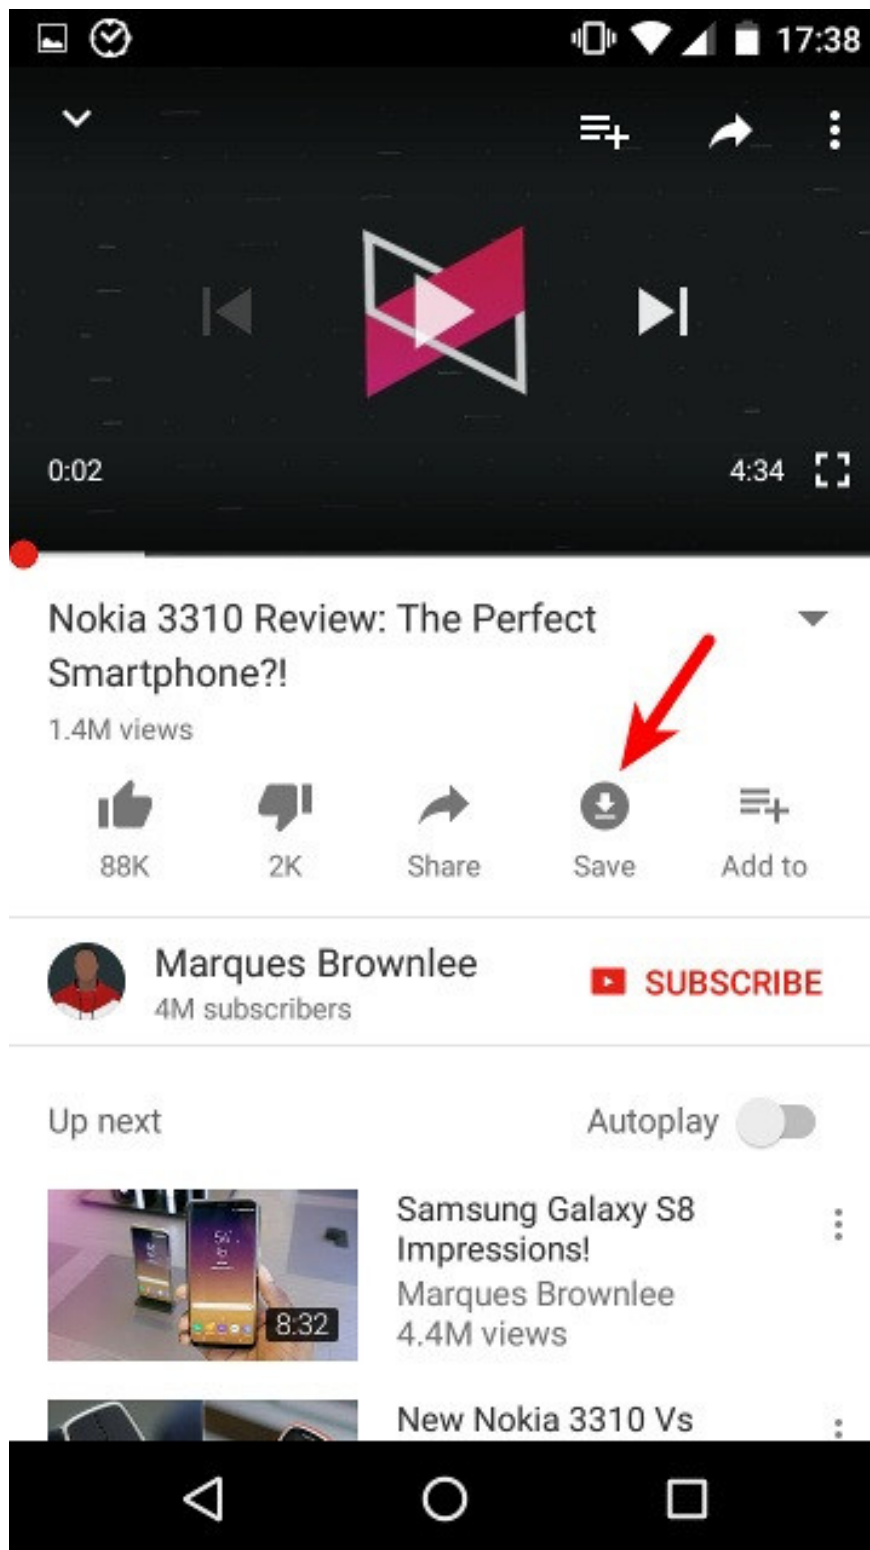 17:38
0:02
4:34
Nokia 3310 Review: The Perfect
Smartphone?!
1.4M views
88K
2K
Share
Save
Add to
Marques Brownlee
4M subscribers
SUBSCRIBE
Up next
Autoplay
8:32
Samsung Galaxy S8
Impressions!
Marques Brownlee
4.4M views
New Nokia 3310 Vs